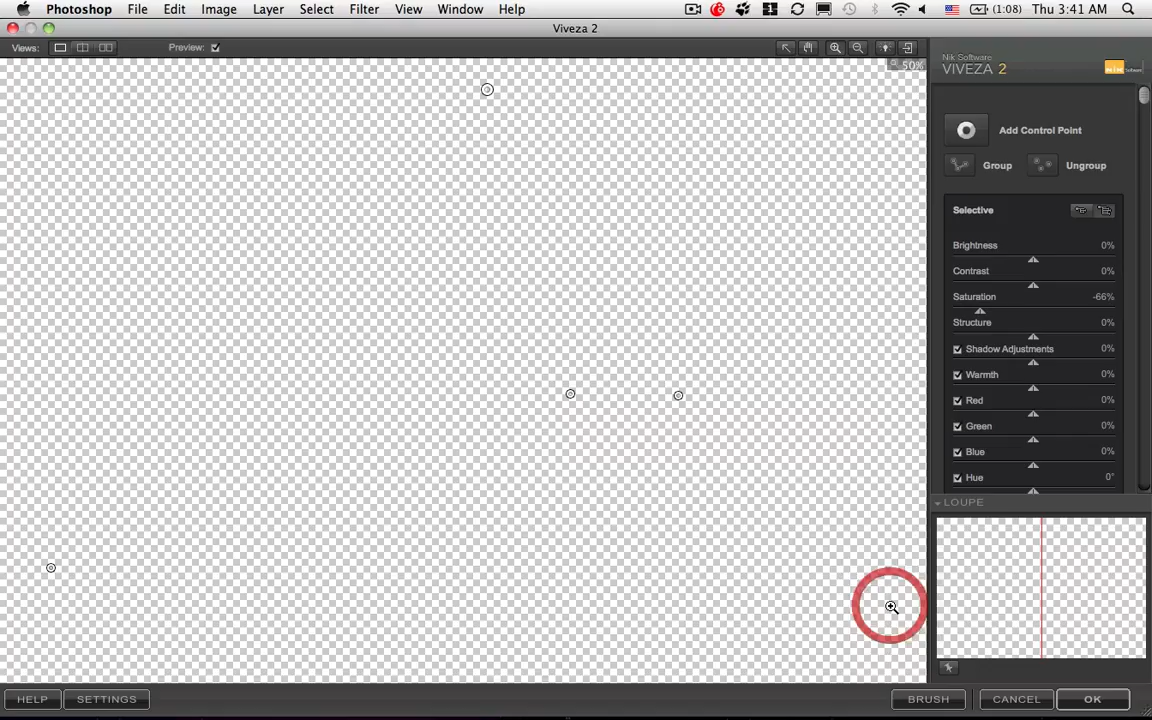 Photoshop File Edit Image Layer Select Filter View Window Help (1:08) Thu 3:41 AM
Viveza 2
Views: Preview:
50%
Nik Software
VIVEZA 2
Add Control Point
Group Ungroup
Selective
Brightness 0%
Contrast 0%
Saturation -66%
Structure 0%
Shadow Adjustments 0%
Warmth 0%
Red 0%
Green 0%
Blue 0%
Hue 0°
LOUPE
HELP SETTINGS BRUSH CANCEL OK